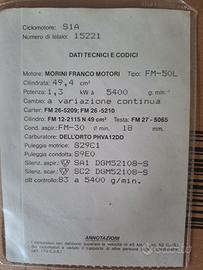 Ciclomotore: S1A
Numero di telaio: 15221
DATI TECNICI E CODICI
Motore: MORINI FRANCO MOTORI Tipo: FM-50L
Cilindrata: 49,4 cm³
Potenza: 1,3 kW a 5400 g/min.
Cambio: a variazione continua
Carter: FM 26-5209; FM 26 -5210
Cilindro: FM 12-2115 N 49 cm³ Testa: FM 27 - 5065
Cond. aspir.: FM-30 ø min. 18 mm.
Carburatore: DELL'ORTO PHVA12DD
Puleggia motrice: S29C1
Puleggia condotta: S9E0
Silenz. aspir.: SA1 DGM52108-S
Silenz. scar.: SC2 DGM52108-S
dB controllo: 83 a 5400 g/min.
ANNOTAZIONI